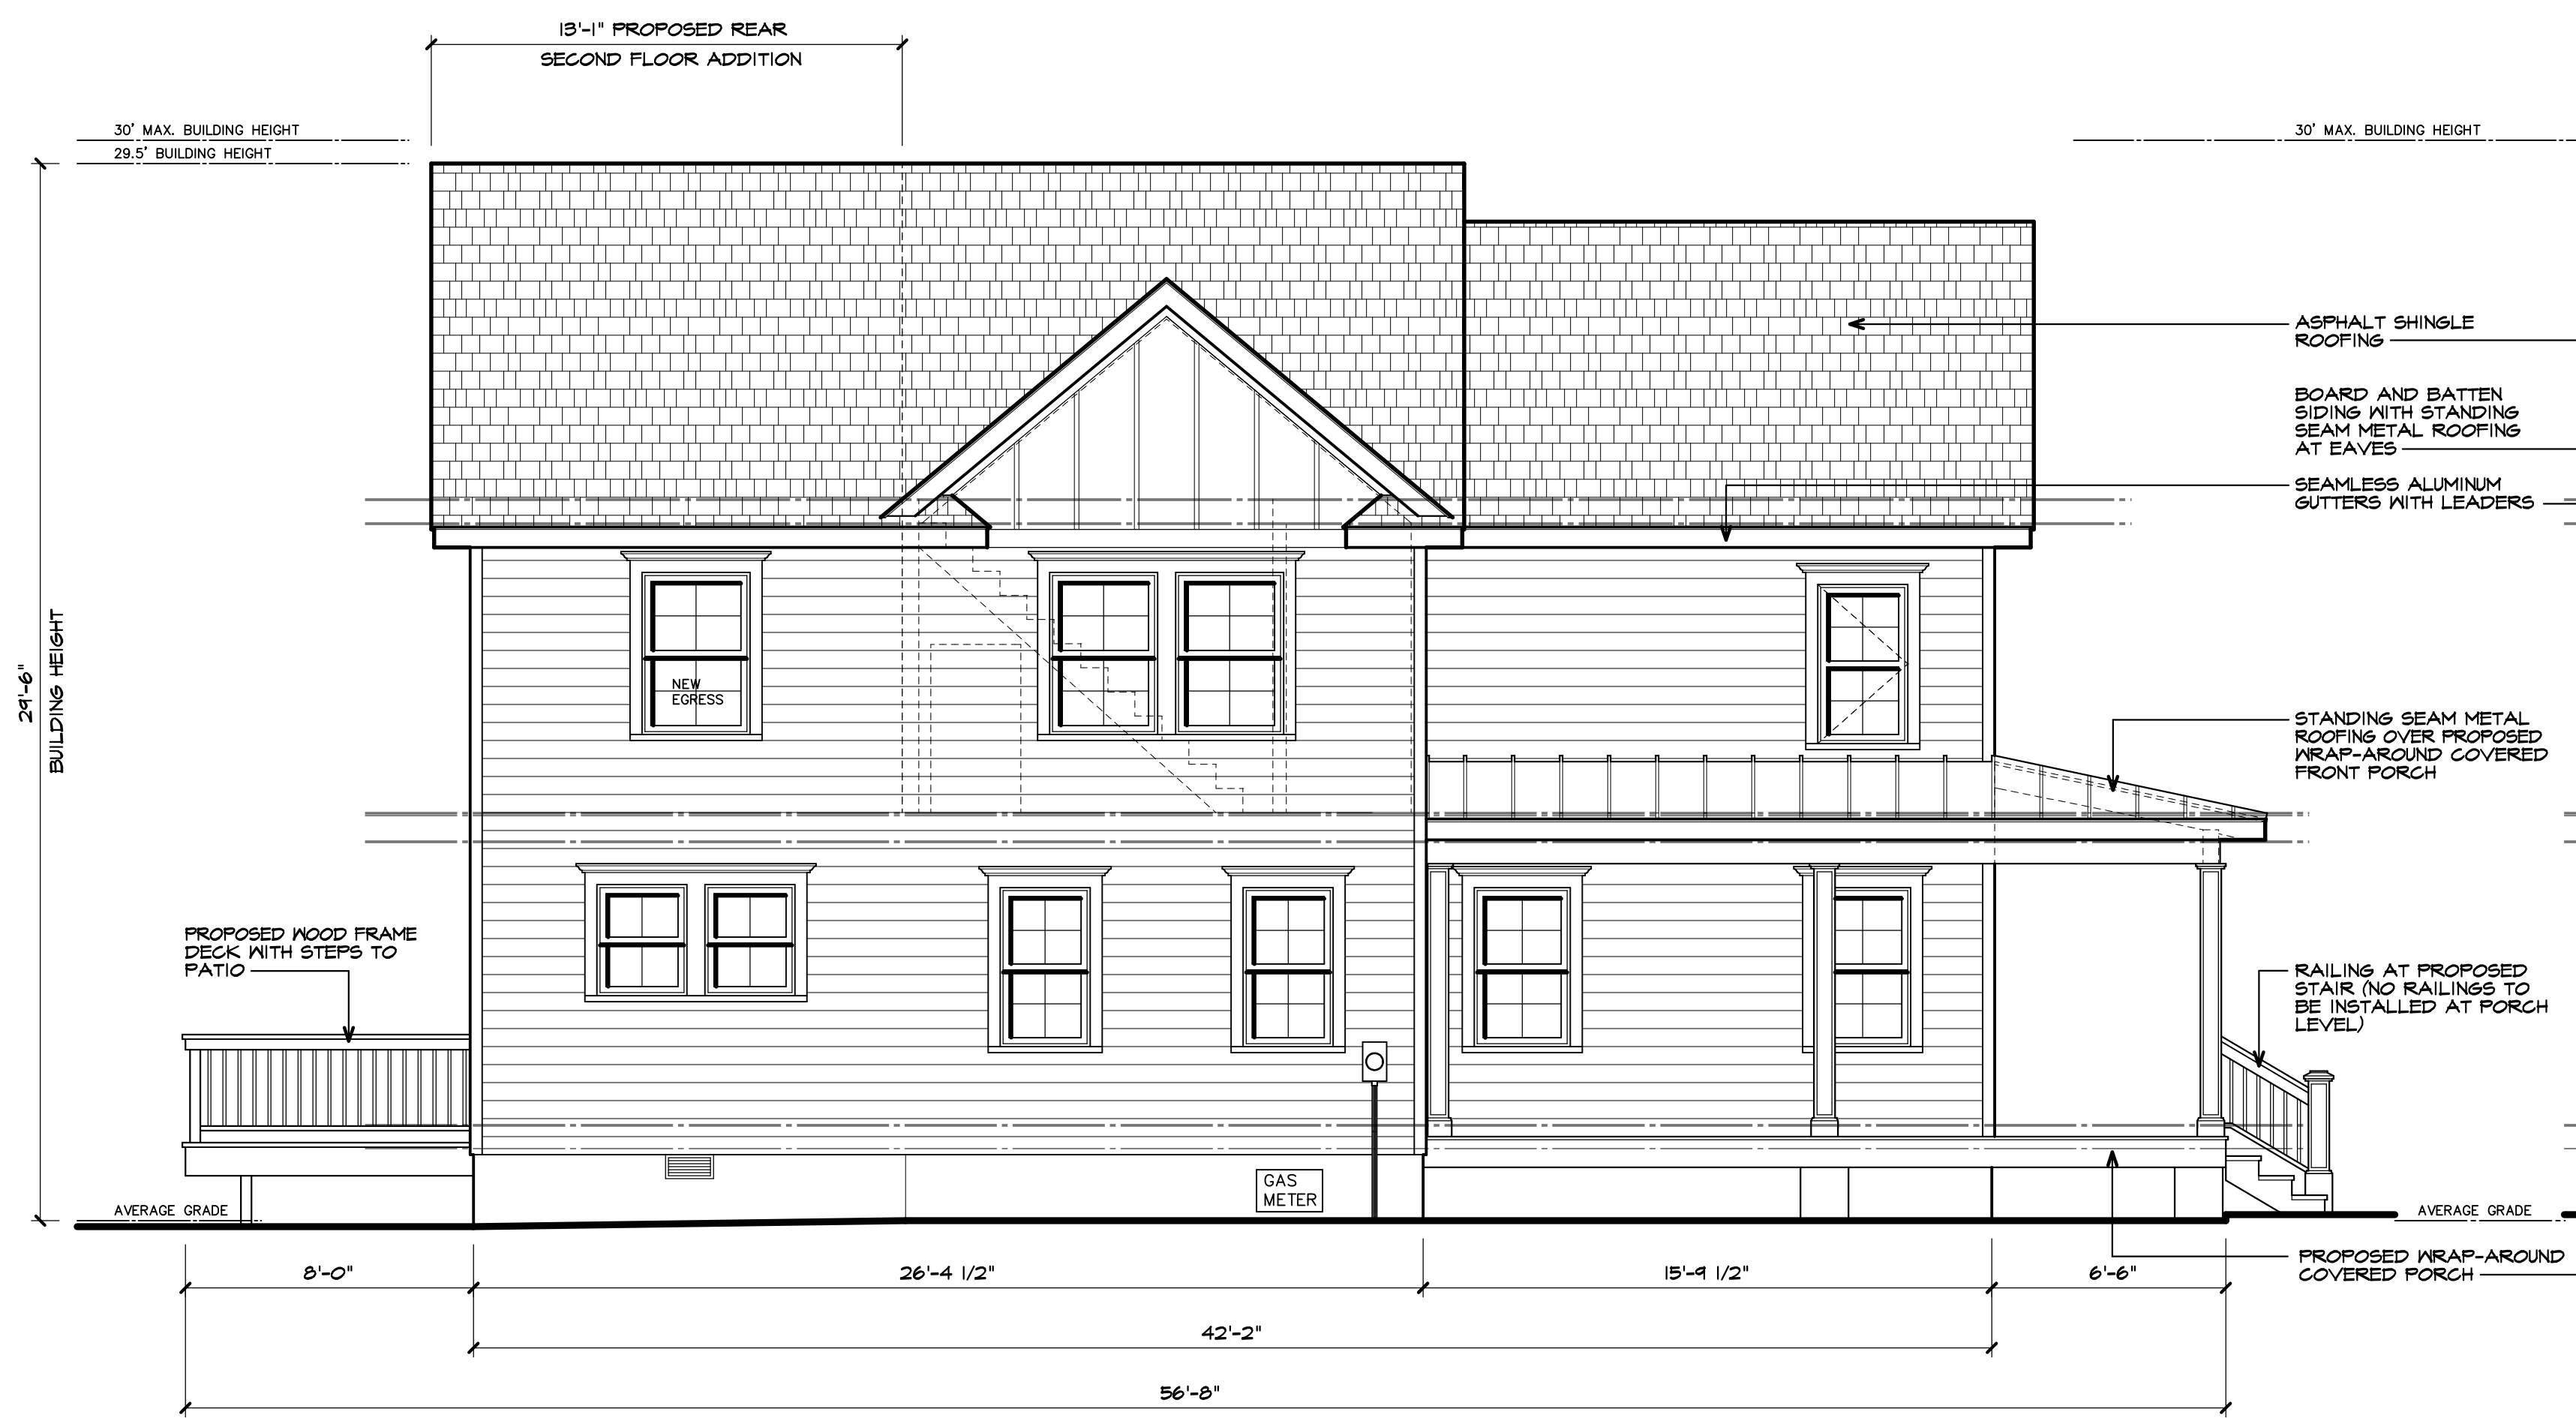 13'-1" PROPOSED REAR
SECOND FLOOR ADDITION
30' MAX. BUILDING HEIGHT
29.5' BUILDING HEIGHT
30' MAX. BUILDING HEIGHT
29'-6"
BUILDING HEIGHT
ASPHALT SHINGLE
ROOFING
BOARD AND BATTEN
SIDING WITH STANDING
SEAM METAL ROOFING
AT EAVES
SEAMLESS ALUMINUM
GUTTERS WITH LEADERS
NEW
EGRESS
STANDING SEAM METAL
ROOFING OVER PROPOSED
WRAP-AROUND COVERED
FRONT PORCH
PROPOSED WOOD FRAME
DECK WITH STEPS TO
PATIO
RAILING AT PROPOSED
STAIR (NO RAILINGS TO
BE INSTALLED AT PORCH
LEVEL)
GAS
METER
AVERAGE GRADE
AVERAGE GRADE
PROPOSED WRAP-AROUND
COVERED PORCH
8'-0"
26'-4 1/2"
15'-9 1/2"
6'-6"
42'-2"
56'-8"